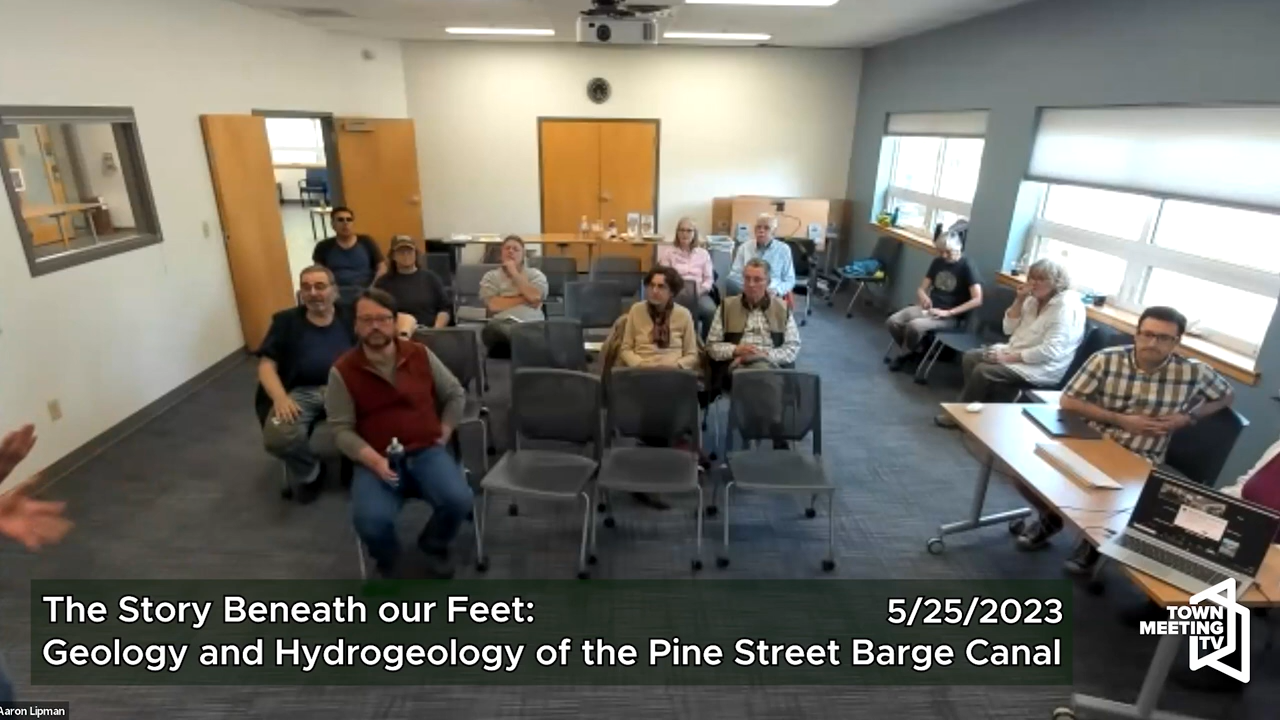 The Story Beneath our Feet:
5/25/2023
Geology and Hydrogeology of the Pine Street Barge Canal
TOWN
MEETING
TV
Aaron Lipman